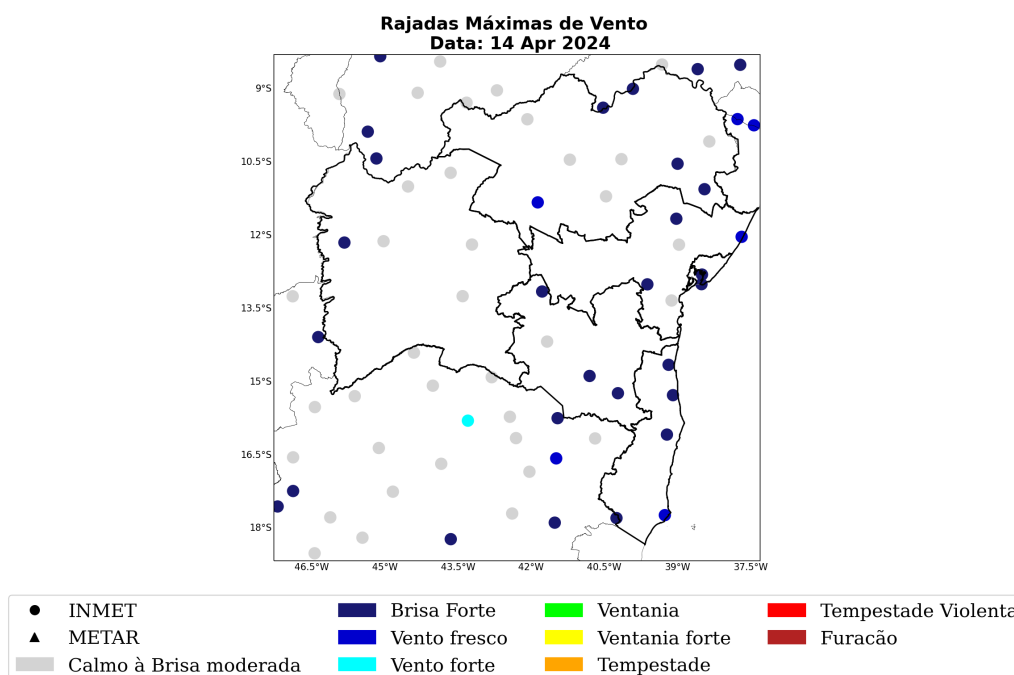 Rajadas Máximas de Vento
Data: 14 Apr 2024
9°S
10.5°S
12°S
13.5°S
15°S
16.5°S
18°S
46.5°W 45°W 43.5°W 42°W 40.5°W 39°W 37.5°W
INMET Brisa Forte Ventania Tempestade Violenta
METAR Vento fresco Ventania forte Furacão
Calmo à Brisa moderada Vento forte Tempestade